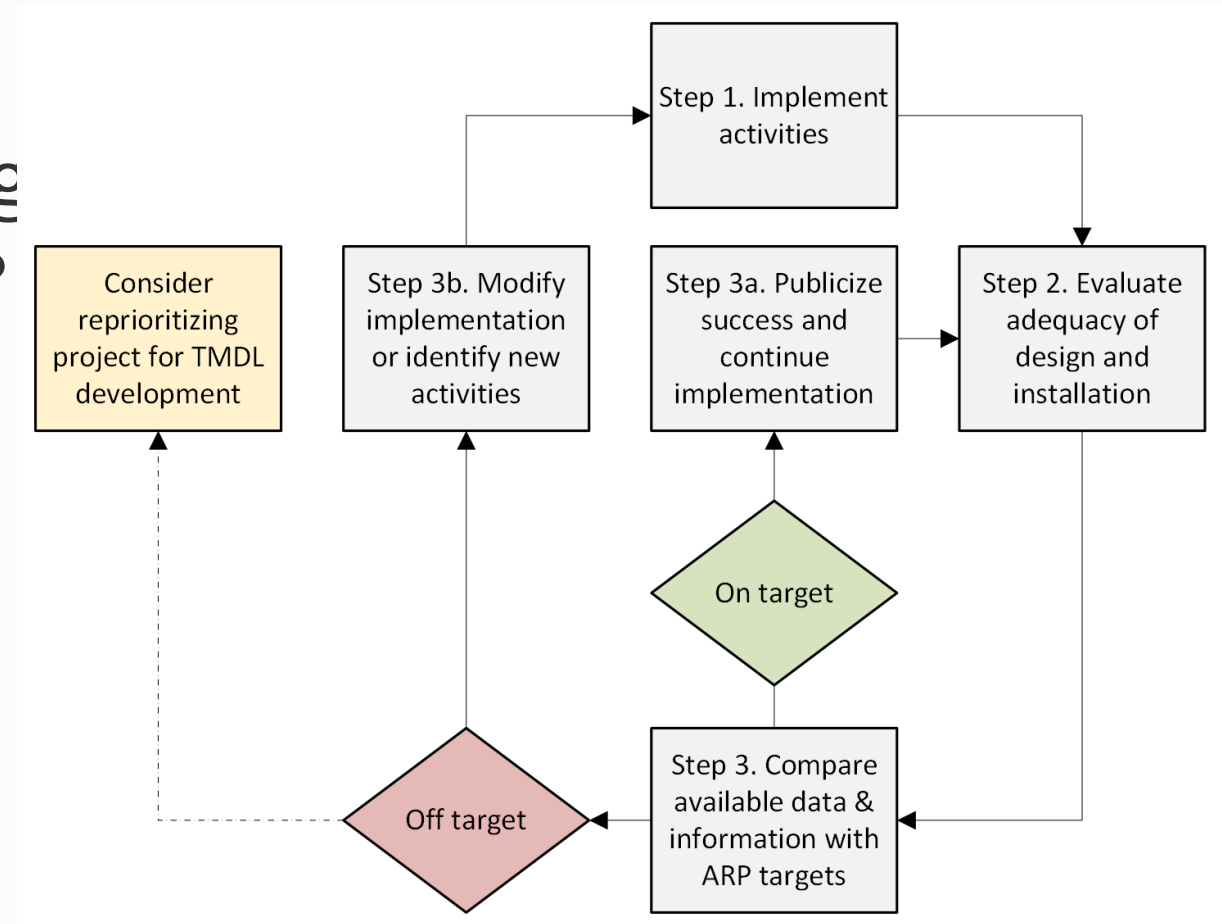 Step 1. Implement
activities
Consider
reprioritizing
project for TMDL
development
Step 3b. Modify
implementation
or identify new
activities
Step 3a. Publicize
success and
continue
implementation
Step 2. Evaluate
adequacy of
design and
installation
On target
Off target
Step 3. Compare
available data &
information with
ARP targets